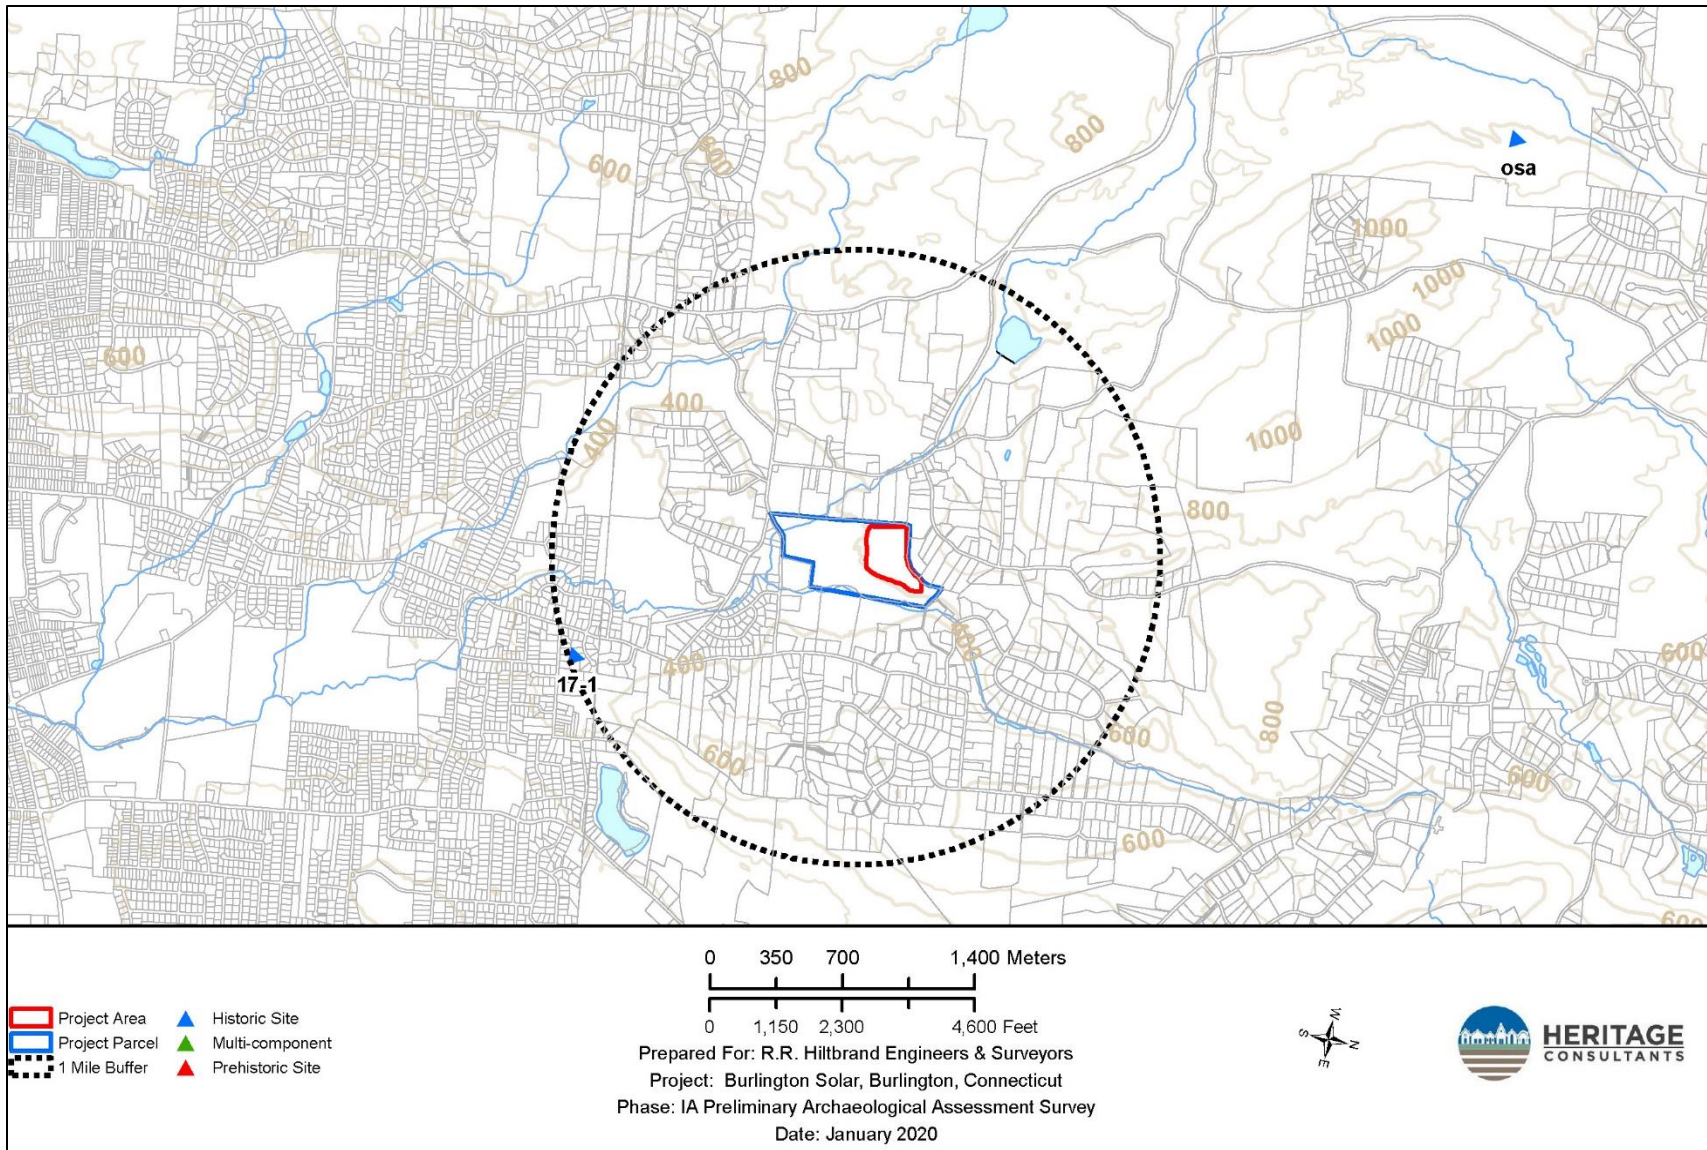 800
800
600
600
osa
1000
1000
1000
600
400
400
1000
800
17-1
400
600
600
600
800
600
600
600
600
0 350 700 1,400 Meters
0 1,150 2,300 4,600 Feet
Project Area
Project Parcel
1 Mile Buffer
Historic Site
Multi-component
Prehistoric Site
Prepared For: R.R. Hiltbrand Engineers & Surveyors
Project: Burlington Solar, Burlington, Connecticut
Phase: IA Preliminary Archaeological Assessment Survey
Date: January 2020
W
S
N
E
HERITAGE
CONSULTANTS